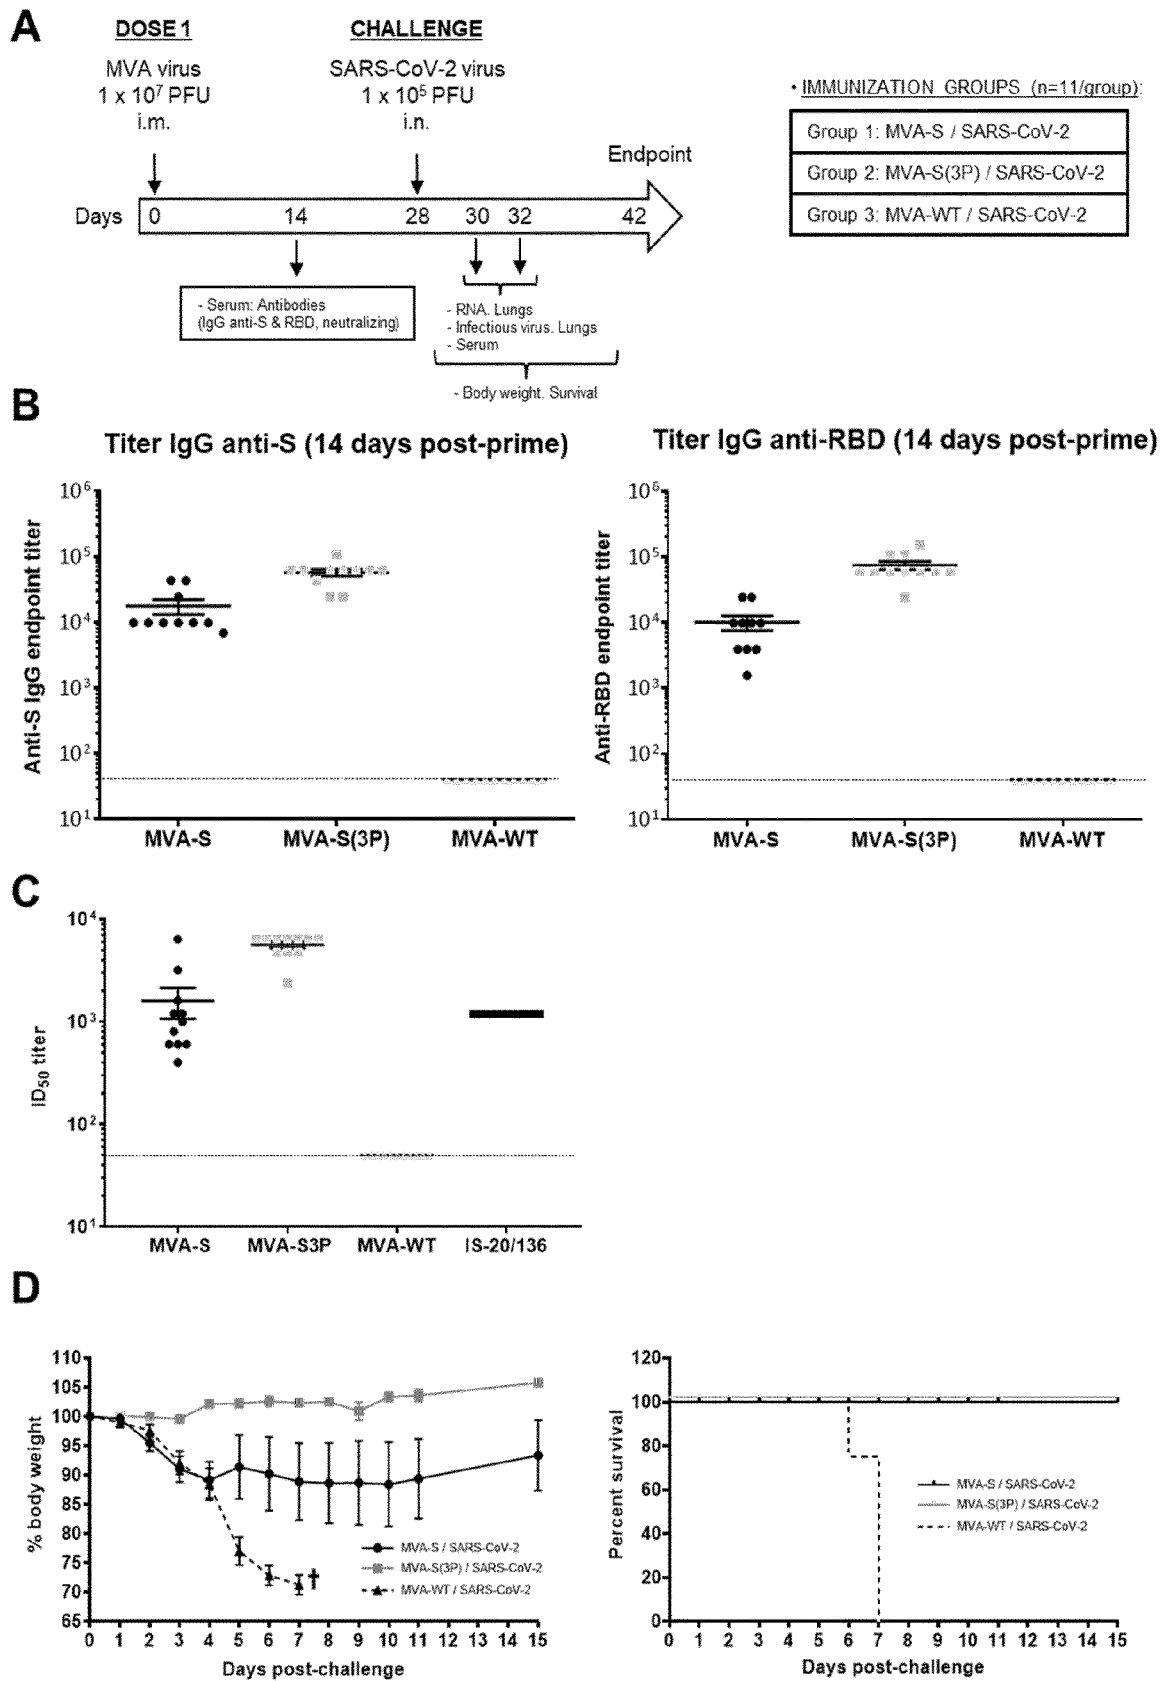 A
DOSE 1
MVA virus
1 x 10⁷ PFU
i.m.
CHALLENGE
SARS-CoV-2 virus
1 x 10⁵ PFU
i.n.
Endpoint
Days 0 14 28 30 32 42
- Serum: Antibodies
(IgG anti-S & RBD, neutralizing)
- RNA. Lungs
- Infectious virus. Lungs
- Serum
- Body weight. Survival
• IMMUNIZATION GROUPS (n=11/group):
Group 1: MVA-S / SARS-CoV-2
Group 2: MVA-S(3P) / SARS-CoV-2
Group 3: MVA-WT / SARS-CoV-2
B
Titer IgG anti-S (14 days post-prime)
Anti-S IgG endpoint titer
10⁶
10⁵
10⁴
10³
10²
10¹
MVA-S MVA-S(3P) MVA-WT
Titer IgG anti-RBD (14 days post-prime)
Anti-RBD endpoint titer
10⁶
10⁵
10⁴
10³
10²
10¹
MVA-S MVA-S(3P) MVA-WT
C
ID₅₀ titer
10⁴
10³
10²
10¹
MVA-S MVA-S3P MVA-WT IS-20/136
D
% body weight
110
105
100
95
90
85
80
75
70
65
MVA-S / SARS-CoV-2
MVA-S(3P) / SARS-CoV-2
MVA-WT / SARS-CoV-2
†
0 1 2 3 4 5 6 7 8 9 10 11 12 13 14 15
Days post-challenge
Percent survival
120
100
80
60
40
20
0
MVA-S / SARS-CoV-2
MVA-S(3P) / SARS-CoV-2
MVA-WT / SARS-CoV-2
0 1 2 3 4 5 6 7 8 9 10 11 12 13 14 15
Days post-challenge